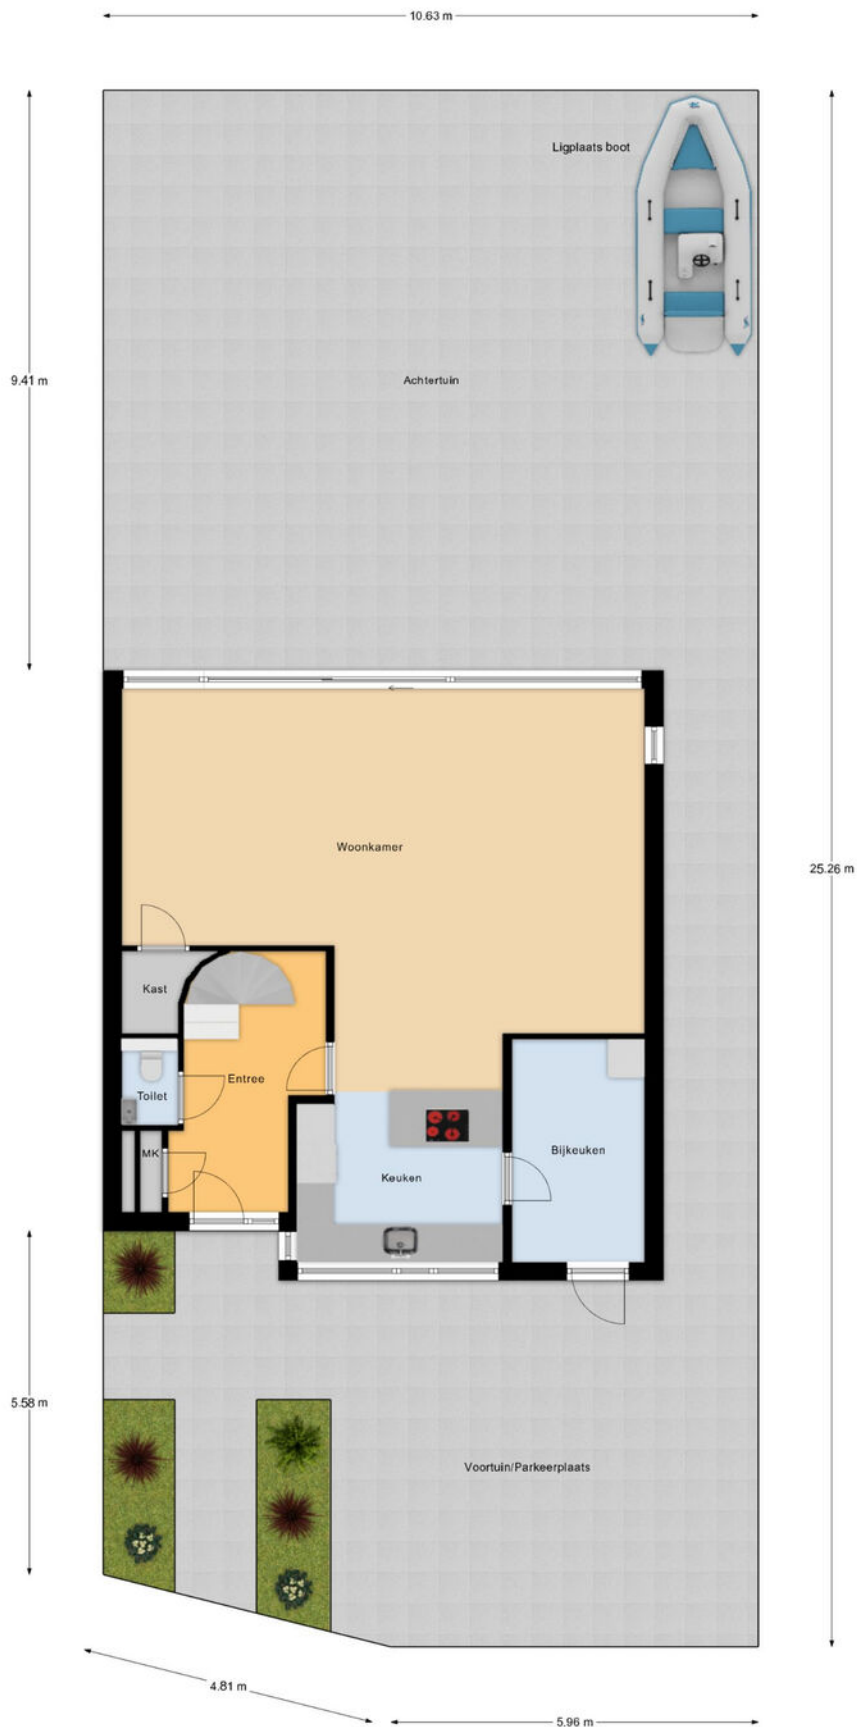 10.63 m
Ligplaats boot
9.41 m
Achtertuin
Woonkamer
25.26 m
Kast
Entree
Toilet
MK
Bijkeuken
Keuken
5.58 m
Voortuin/Parkeerplaats
4.81 m
5.96 m